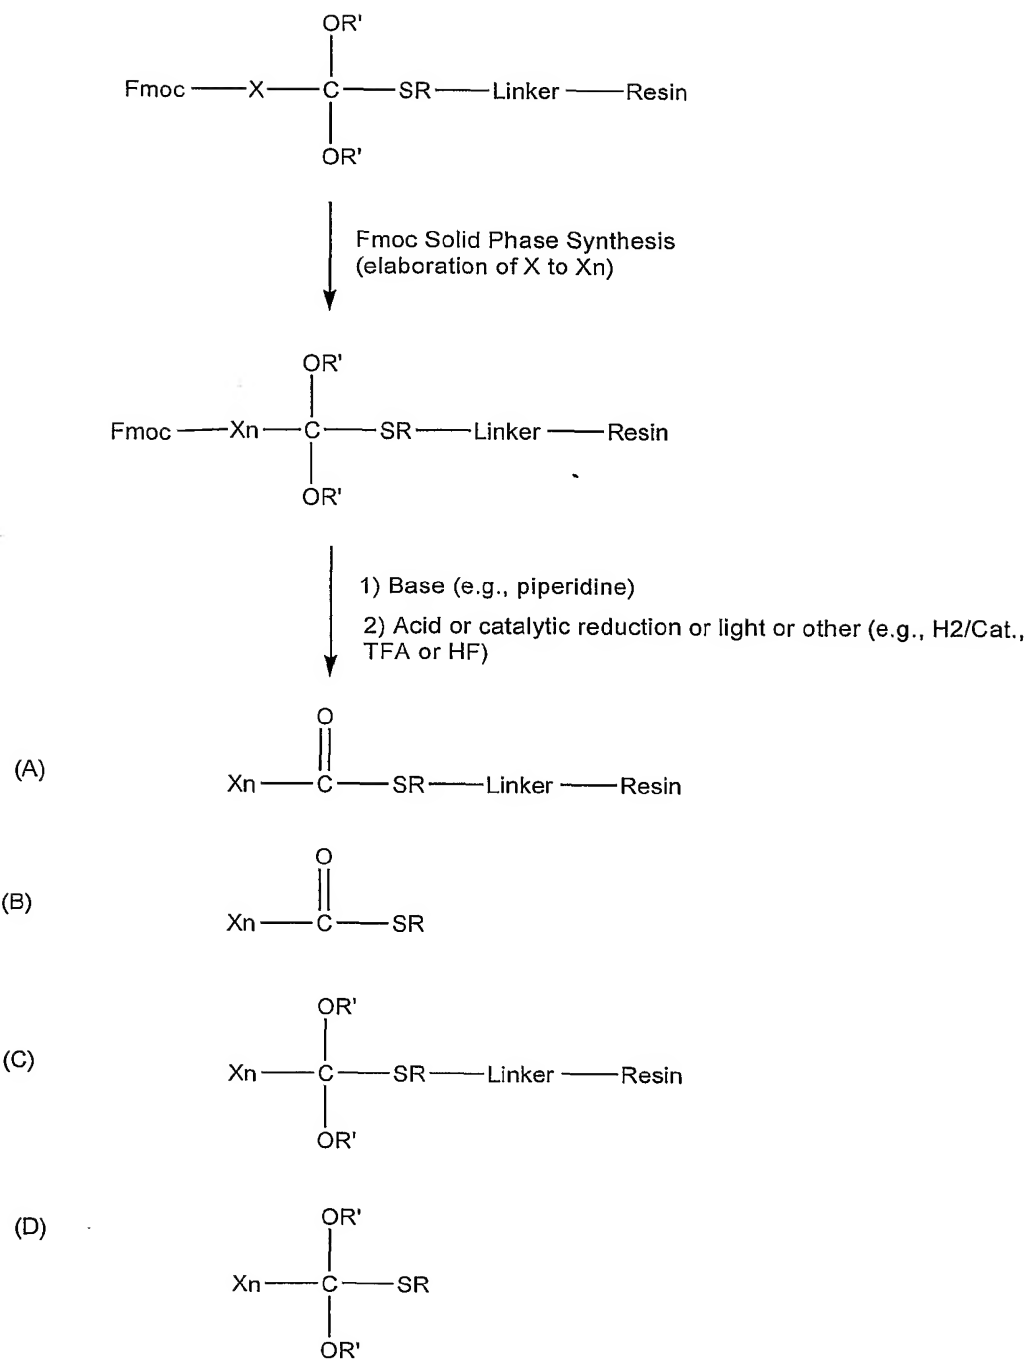 OR'
Fmoc X C SR Linker Resin
OR'
Fmoc Solid Phase Synthesis
(elaboration of X to Xn)
OR'
Fmoc Xn C SR Linker Resin
OR'
1) Base (e.g., piperidine)
2) Acid or catalytic reduction or light or other (e.g., H2/Cat.,
TFA or HF)
O
(A) Xn C SR Linker Resin
O
(B) Xn C SR
OR'
(C) Xn C SR Linker Resin
OR'
OR'
(D) Xn C SR
OR'